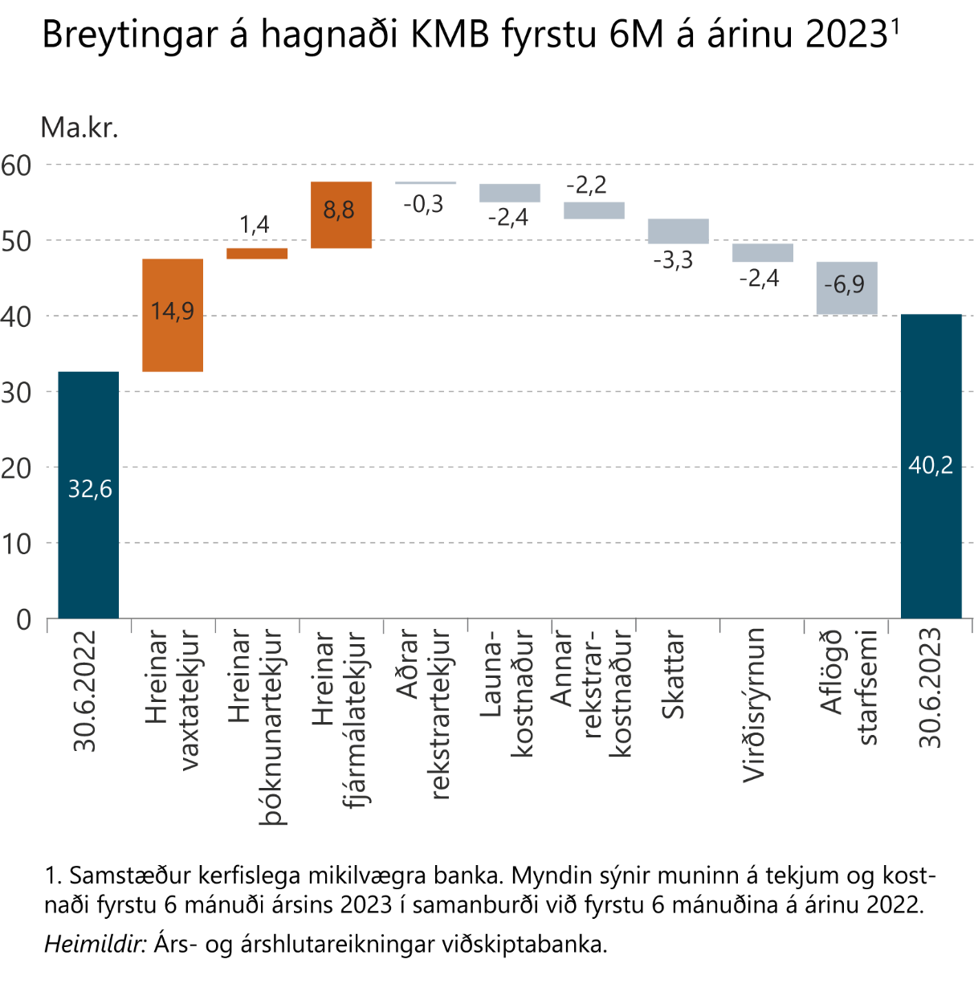 Breytingar á hagnaði KMB fyrstu 6M á árinu 2023¹
Ma.kr.
60
50
40
30
20
10
0
32,6
14,9
1,4
8,8
-0,3
-2,4
-2,2
-3,3
-2,4
-6,9
40,2
30.6.2022
Hreinar
vaxtatekjur
Hreinar
þóknunartekjur
Hreinar
fjármálatekjur
Aðrar
rekstrartekjur
Launa-
kostnaður
Annar
rekstrar-
kostnaður
Skattar
Virðisrýrnun
Aflögð
starfsemi
30.6.2023
1. Samstæður kerfislega mikilvægra banka. Myndin sýnir muninn á tekjum og kost-
naði fyrstu 6 mánuði ársins 2023 í samanburði við fyrstu 6 mánuðina á árinu 2022.
Heimildir: Árs- og árshlutareikningar viðskiptabanka.